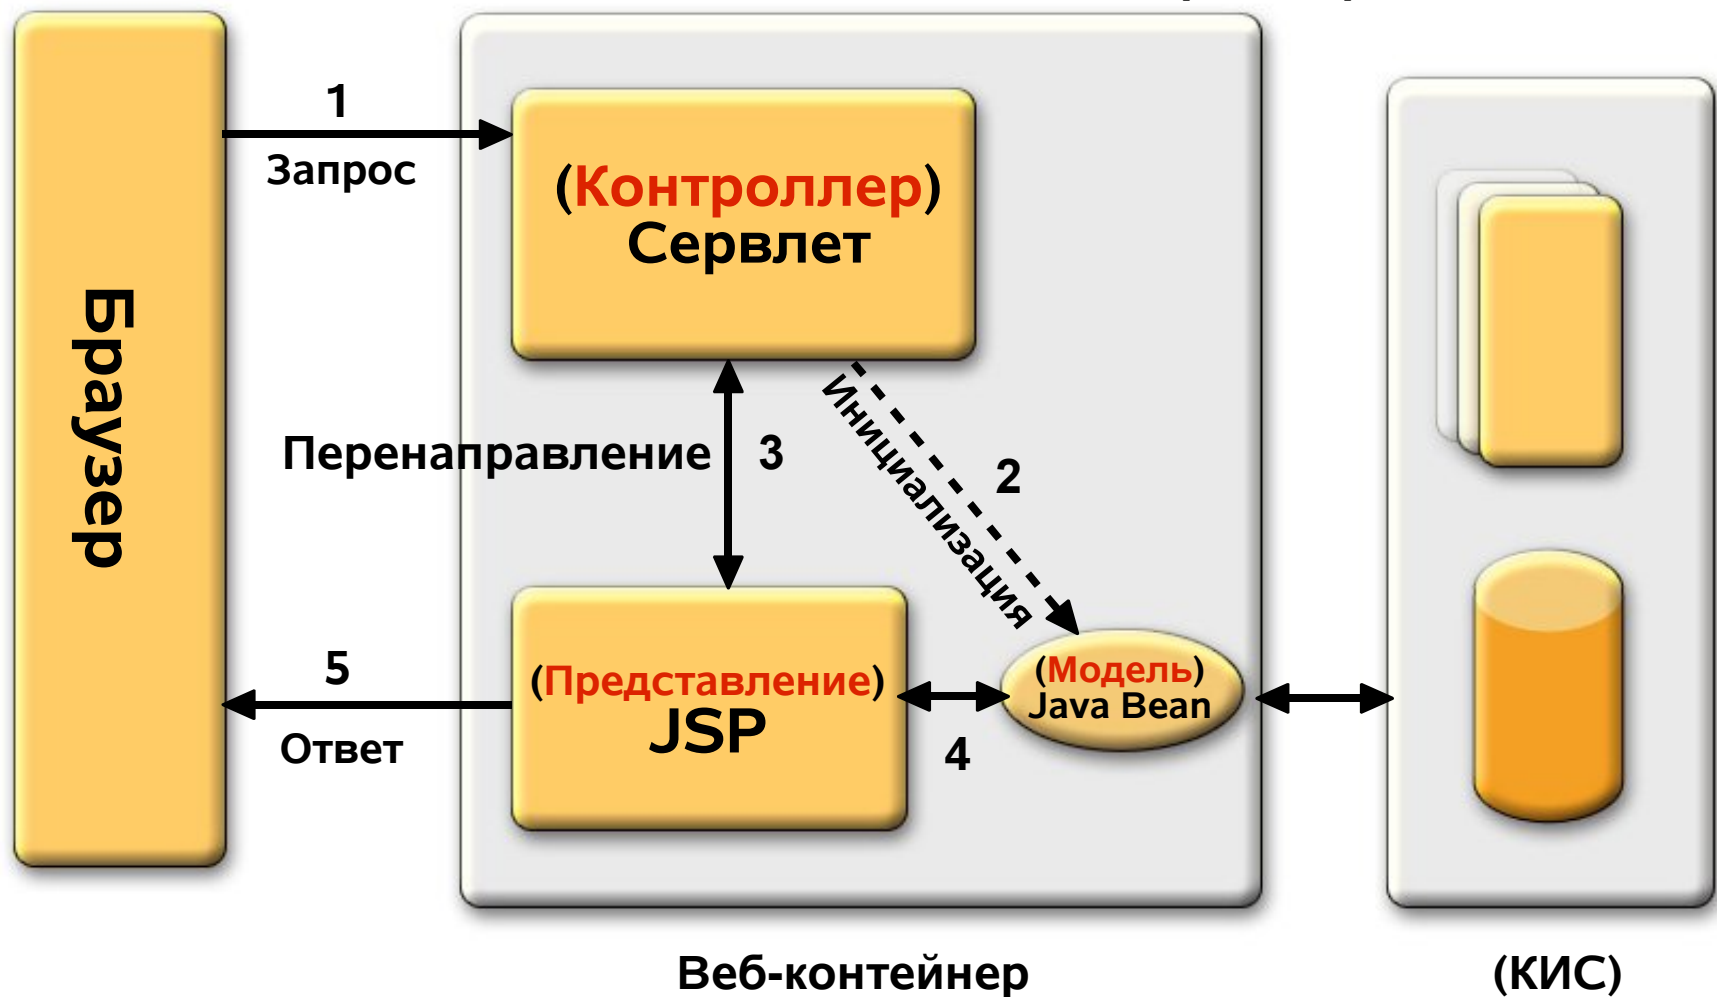 1
Запрос
(Контроллер)
Сервлет
Браузер
Перенаправление
3
Инициализация
2
5
Ответ
(Представление)
JSP
(Модель)
Java Bean
4
Веб-контейнер
(КИС)